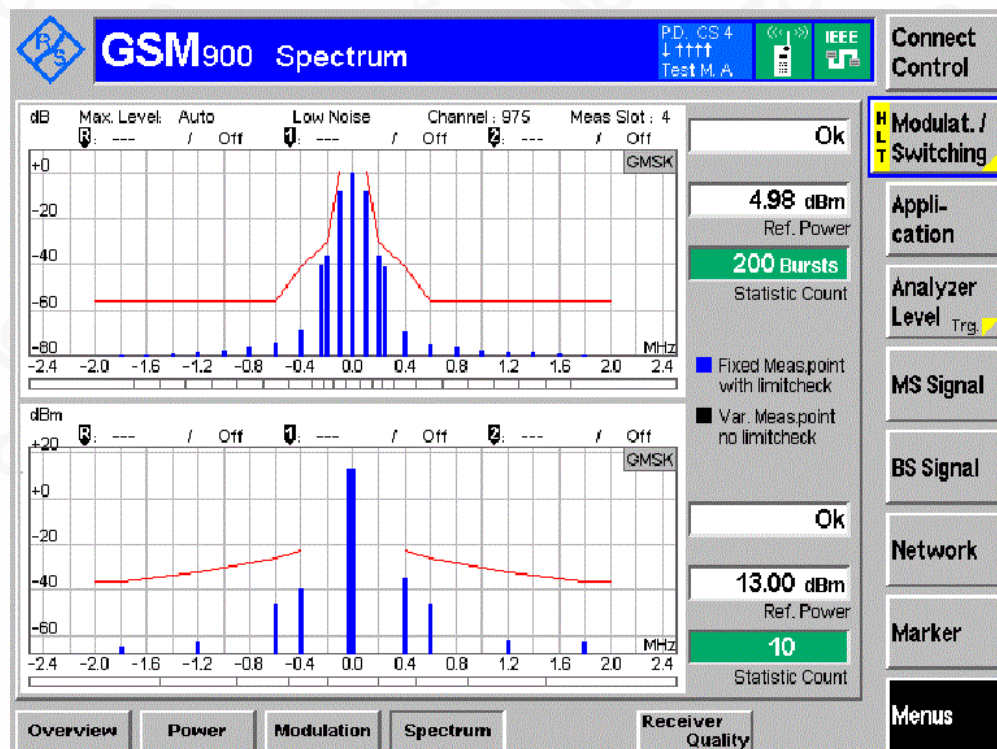 R/S
GSM900 Spectrum
PD. CS 4
↓ ↑↑↑↑
Test M. A
IEEE
Connect
Control
dB Max. Level: Auto Low Noise Channel : 975 Meas Slot : 4
R: --- / Off 1: --- / Off 2: --- / Off
GMSK
+0
-20
-40
-60
-80
MHz
-2.4 -2.0 -1.6 -1.2 -0.8 -0.4 0.0 0.4 0.8 1.2 1.6 2.0 2.4
Ok
4.98 dBm
Ref. Power
200 Bursts
Statistic Count
Fixed Meas.point
with limitcheck
Var. Meas.point
no limitcheck
dBm
R: --- / Off 1: --- / Off 2: --- / Off
GMSK
+20
+0
-20
-40
-60
MHz
-2.4 -2.0 -1.6 -1.2 -0.8 -0.4 0.0 0.4 0.8 1.2 1.6 2.0 2.4
Ok
13.00 dBm
Ref. Power
10
Statistic Count
HLT
Modulat. /
Switching
Appli-
cation
Analyzer
Level Trg.
MS Signal
BS Signal
Network
Marker
Menus
Overview
Power
Modulation
Spectrum
Receiver
Quality